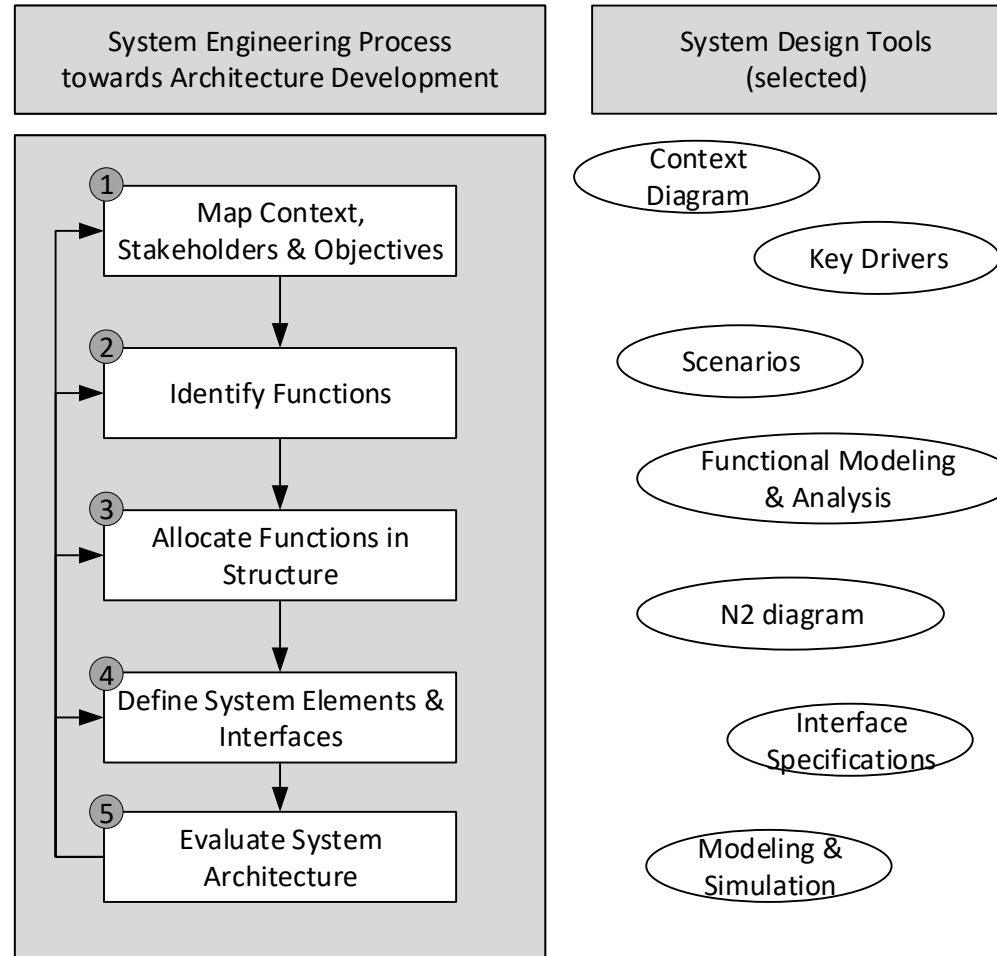 System Engineering Process
towards Architecture Development
System Design Tools
(selected)
1
Map Context,
Stakeholders & Objectives
2
Identify Functions
3
Allocate Functions in
Structure
4
Define System Elements &
Interfaces
5
Evaluate System
Architecture
Context
Diagram
Key Drivers
Scenarios
Functional Modeling
& Analysis
N2 diagram
Interface
Specifications
Modeling &
Simulation